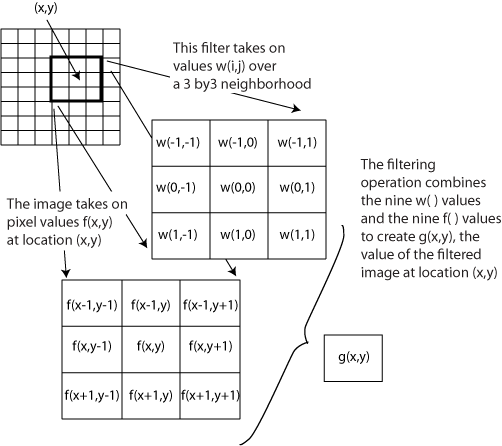 (x,y)
This filter takes on
values w(i,j) over
a 3 by3 neighborhood
w(-1,-1) w(-1,0) w(-1,1)
w(0,-1) w(0,0) w(0,1)
w(1,-1) w(1,0) w(1,1)
The image takes on
pixel values f(x,y)
at location (x,y)
The filtering
operation combines
the nine w( ) values
and the nine f( ) values
to create g(x,y), the
value of the filtered
image at location (x,y)
f(x-1,y-1) f(x-1,y) f(x-1,y+1)
f(x,y-1) f(x,y) f(x,y+1)
f(x+1,y-1) f(x+1,y) f(x+1,y+1)
g(x,y)